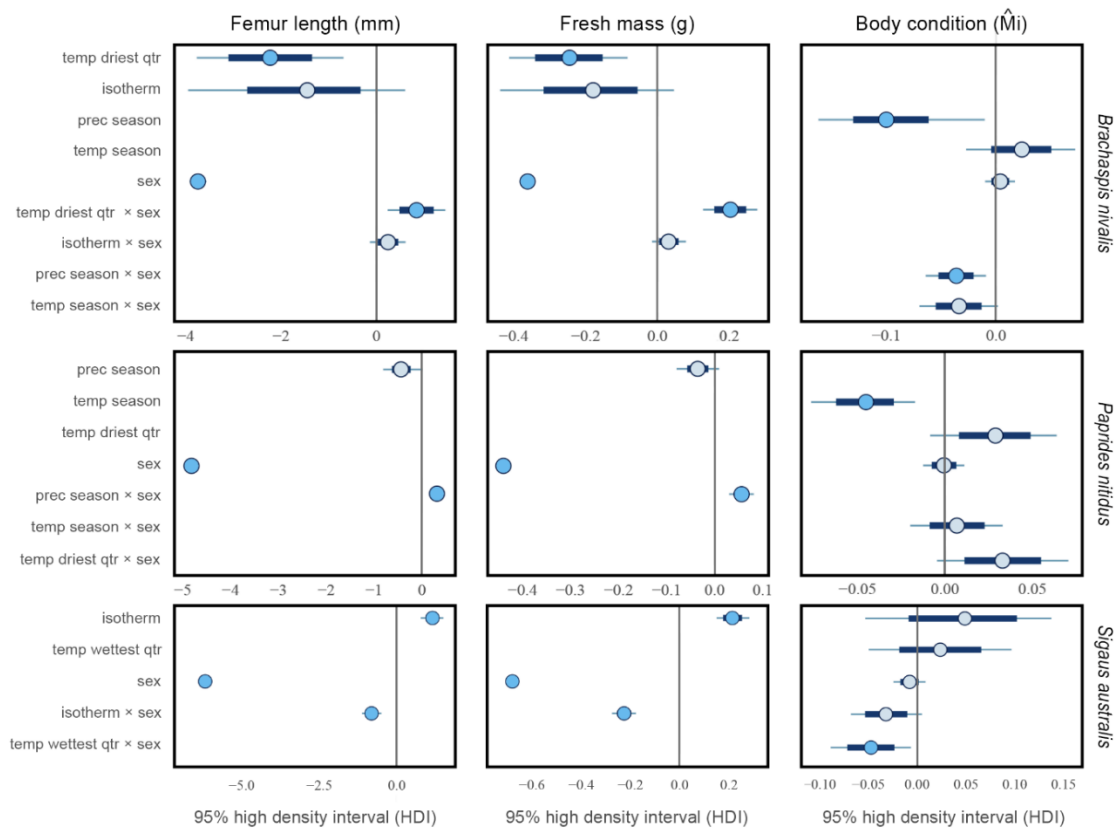 Femur length (mm) Fresh mass (g) Body condition (M̂i)
temp driest qtr
isotherm
prec season
temp season
sex
temp driest qtr × sex
isotherm × sex
prec season × sex
temp season × sex
Brachaspis nivalis
−4 −2 0 −0.4 −0.2 0.0 0.2 −0.1 0.0
prec season
temp season
temp driest qtr
sex
prec season × sex
temp season × sex
temp driest qtr × sex
Paprides nitidus
−5 −4 −3 −2 −1 0 −0.4 −0.3 −0.2 −0.1 0.0 0.1 −0.05 0.00 0.05
isotherm
temp wettest qtr
sex
isotherm × sex
temp wettest qtr × sex
Sigaus australis
−5.0 −2.5 0.0 −0.6 −0.4 −0.2 0.0 0.2 −0.10 −0.05 0.00 0.05 0.10 0.15
95% high density interval (HDI) 95% high density interval (HDI) 95% high density interval (HDI)